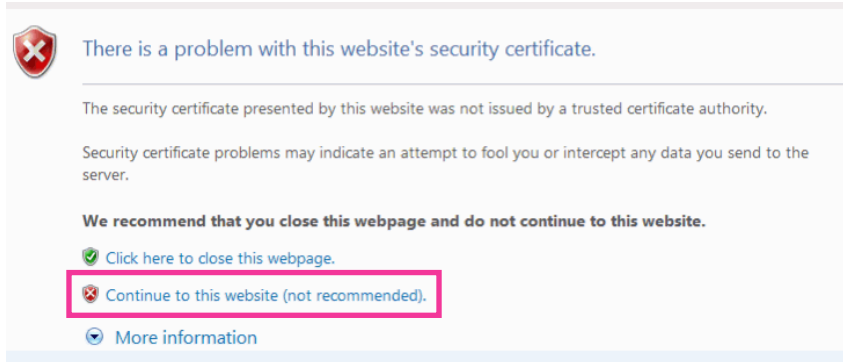 There is a problem with this website's security certificate.
The security certificate presented by this website was not issued by a trusted certificate authority.
Security certificate problems may indicate an attempt to fool you or intercept any data you send to the
server.
We recommend that you close this webpage and do not continue to this website.
Click here to close this webpage.
Continue to this website (not recommended).
More information